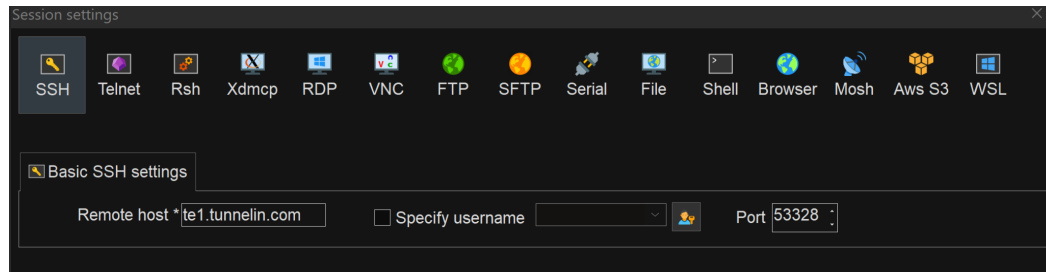 Session settings
SSH Telnet Rsh Xdmcp RDP VNC FTP SFTP Serial File Shell Browser Mosh Aws S3 WSL
Basic SSH settings
Remote host * te1.tunnelin.com Specify username Port 53328